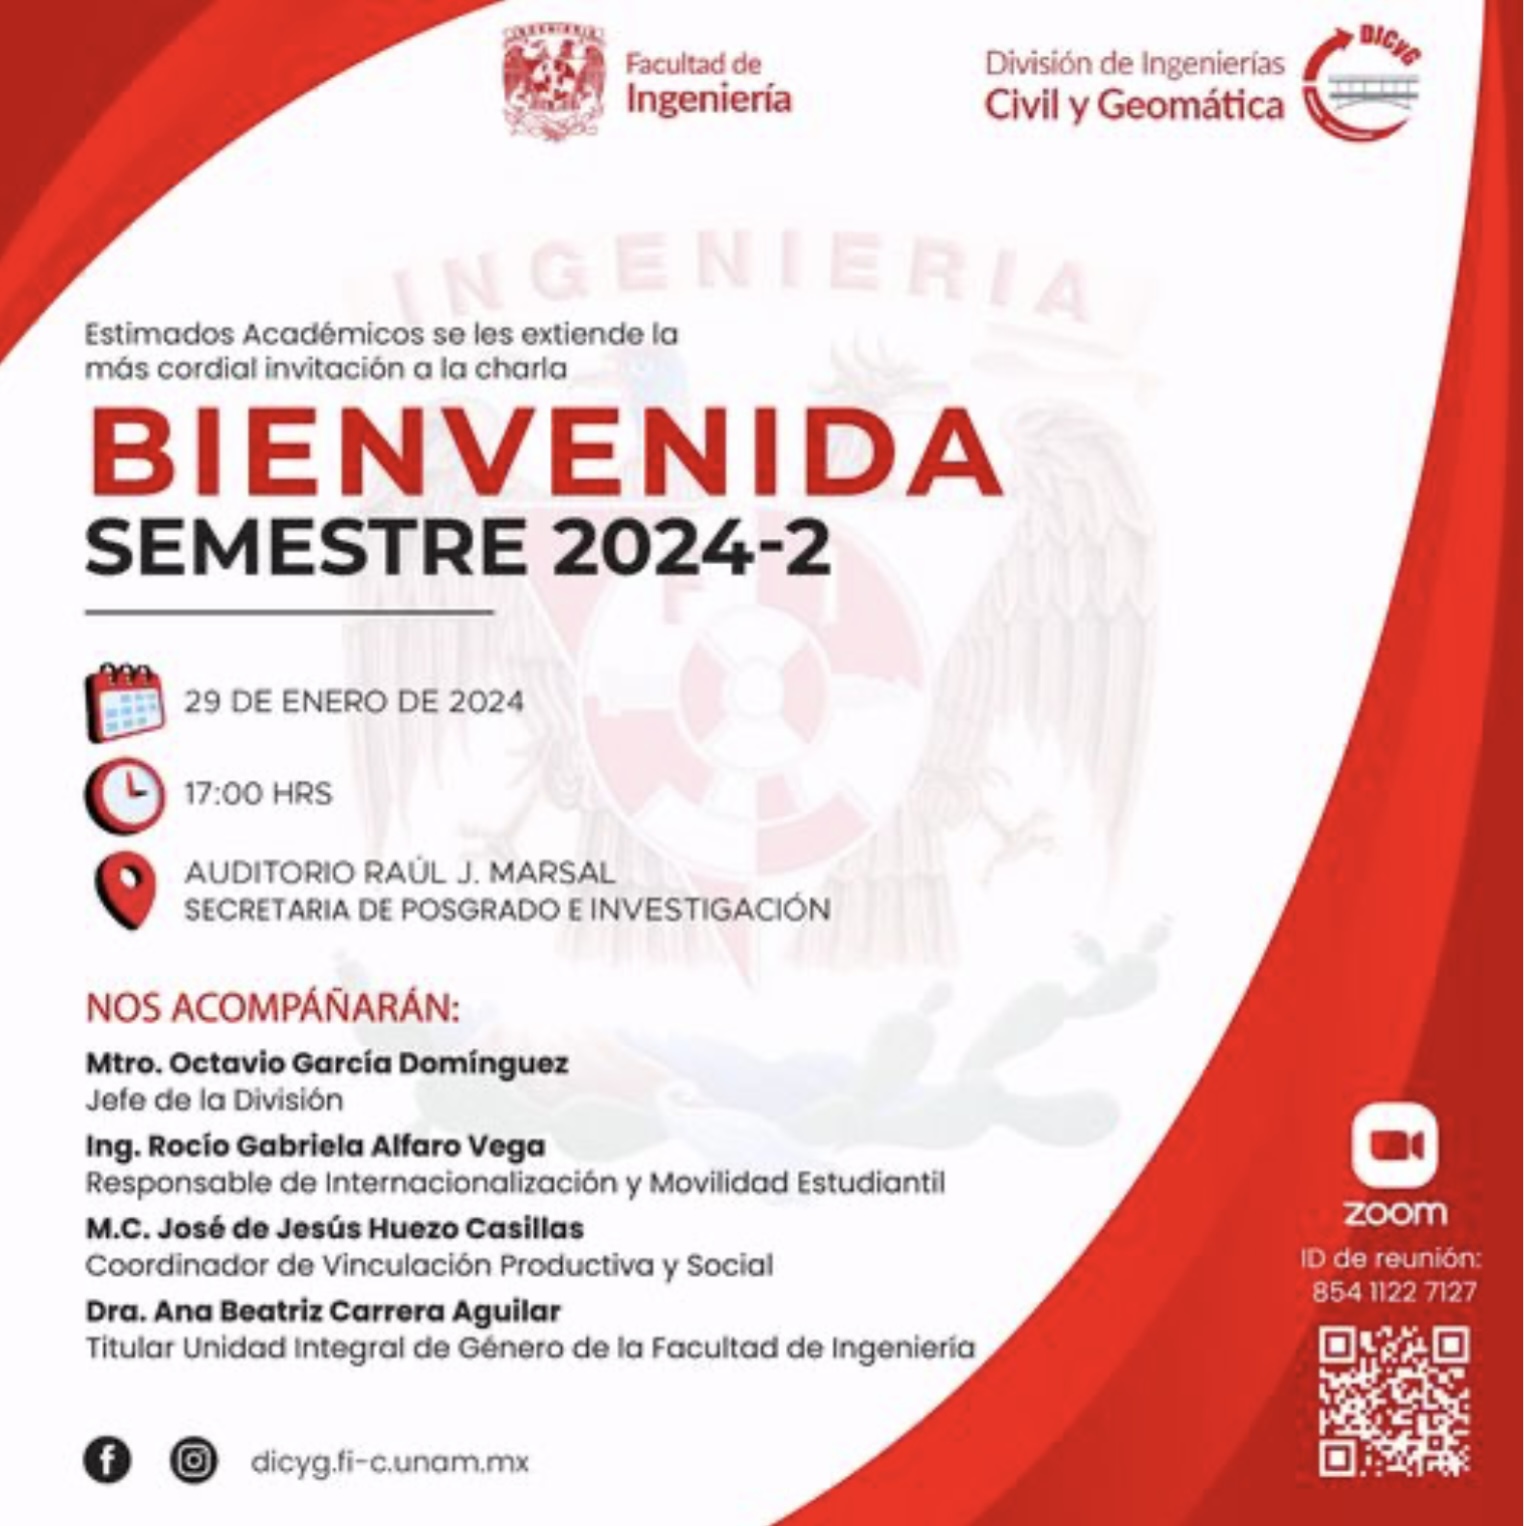 INGENIERIA
Facultad de
Ingeniería
División de Ingenierías
Civil y Geomática
DICyG
INGENIERIA
Estimados Académicos se les extiende la
más cordial invitación a la charla
BIENVENIDA
SEMESTRE 2024-2
29 DE ENERO DE 2024
17:00 HRS
AUDITORIO RAÚL J. MARSAL
SECRETARIA DE POSGRADO E INVESTIGACIÓN
NOS ACOMPÁÑARÁN:
Mtro. Octavio García Domínguez
Jefe de la División
Ing. Rocío Gabriela Alfaro Vega
Responsable de Internacionalización y Movilidad Estudiantil
M.C. José de Jesús Huezo Casillas
Coordinador de Vinculación Productiva y Social
Dra. Ana Beatriz Carrera Aguilar
Titular Unidad Integral de Género de la Facultad de Ingeniería
zoom
ID de reunión:
854 1122 7127
dicyg.fi-c.unam.mx